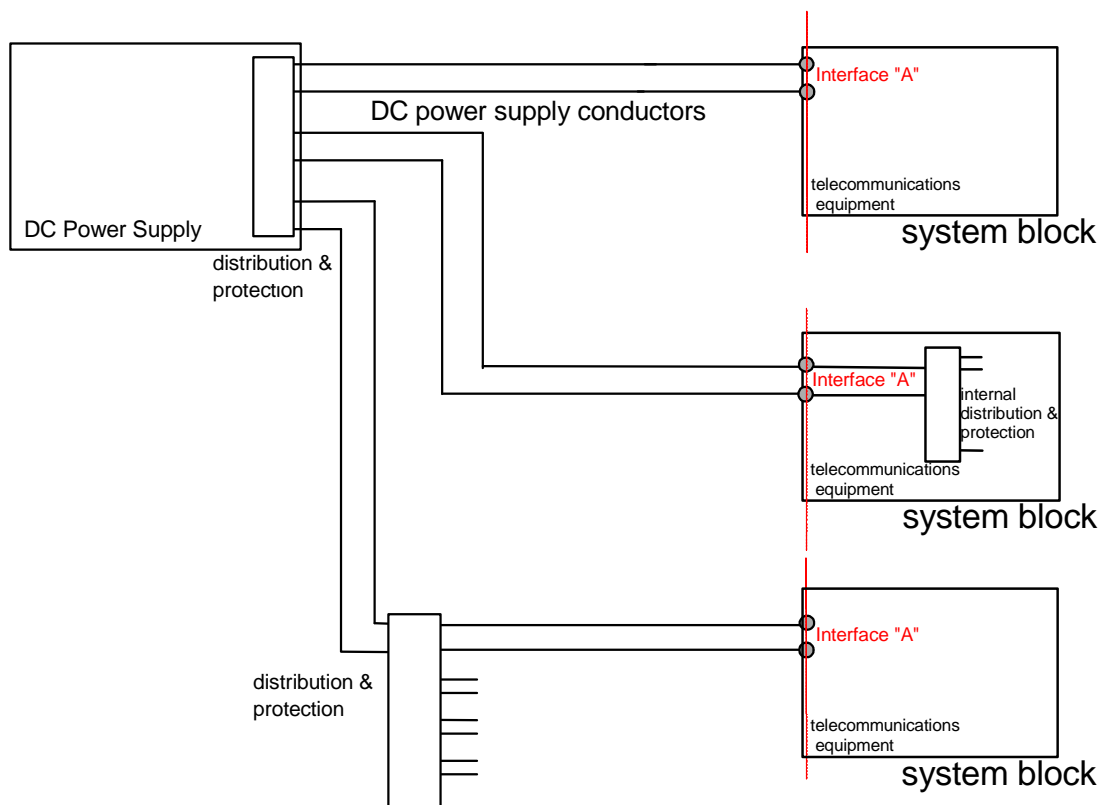 Interface "A"
DC power supply conductors
telecommunications
equipment
system block
DC Power Supply
distribution &
protection
Interface "A"
internal
distribution &
protection
telecommunications
equipment
system block
Interface "A"
distribution &
protection
telecommunications
equipment
system block